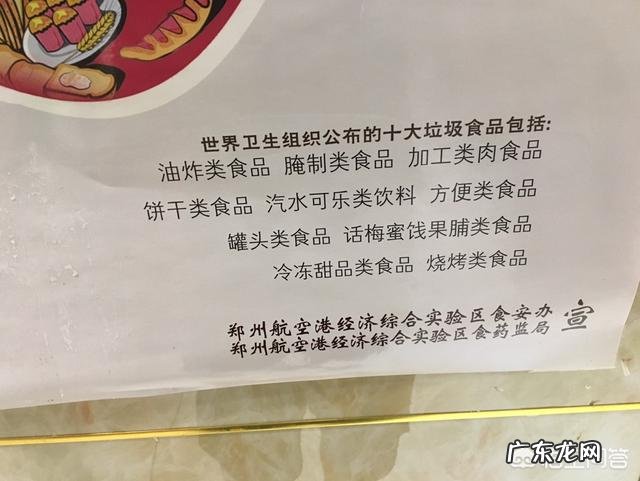 世界卫生组织公布的十大垃圾食品包括:
油炸类食品 腌制类食品 加工类肉食品
饼干类食品 汽水可乐类饮料 方便类食品
罐头类食品 话梅蜜饯果脯类食品
冷冻甜品类食品 烧烤类食品
郑州航空港经济综合实验区食安办
郑州航空港经济综合实验区食药监局 宣
广东龙网